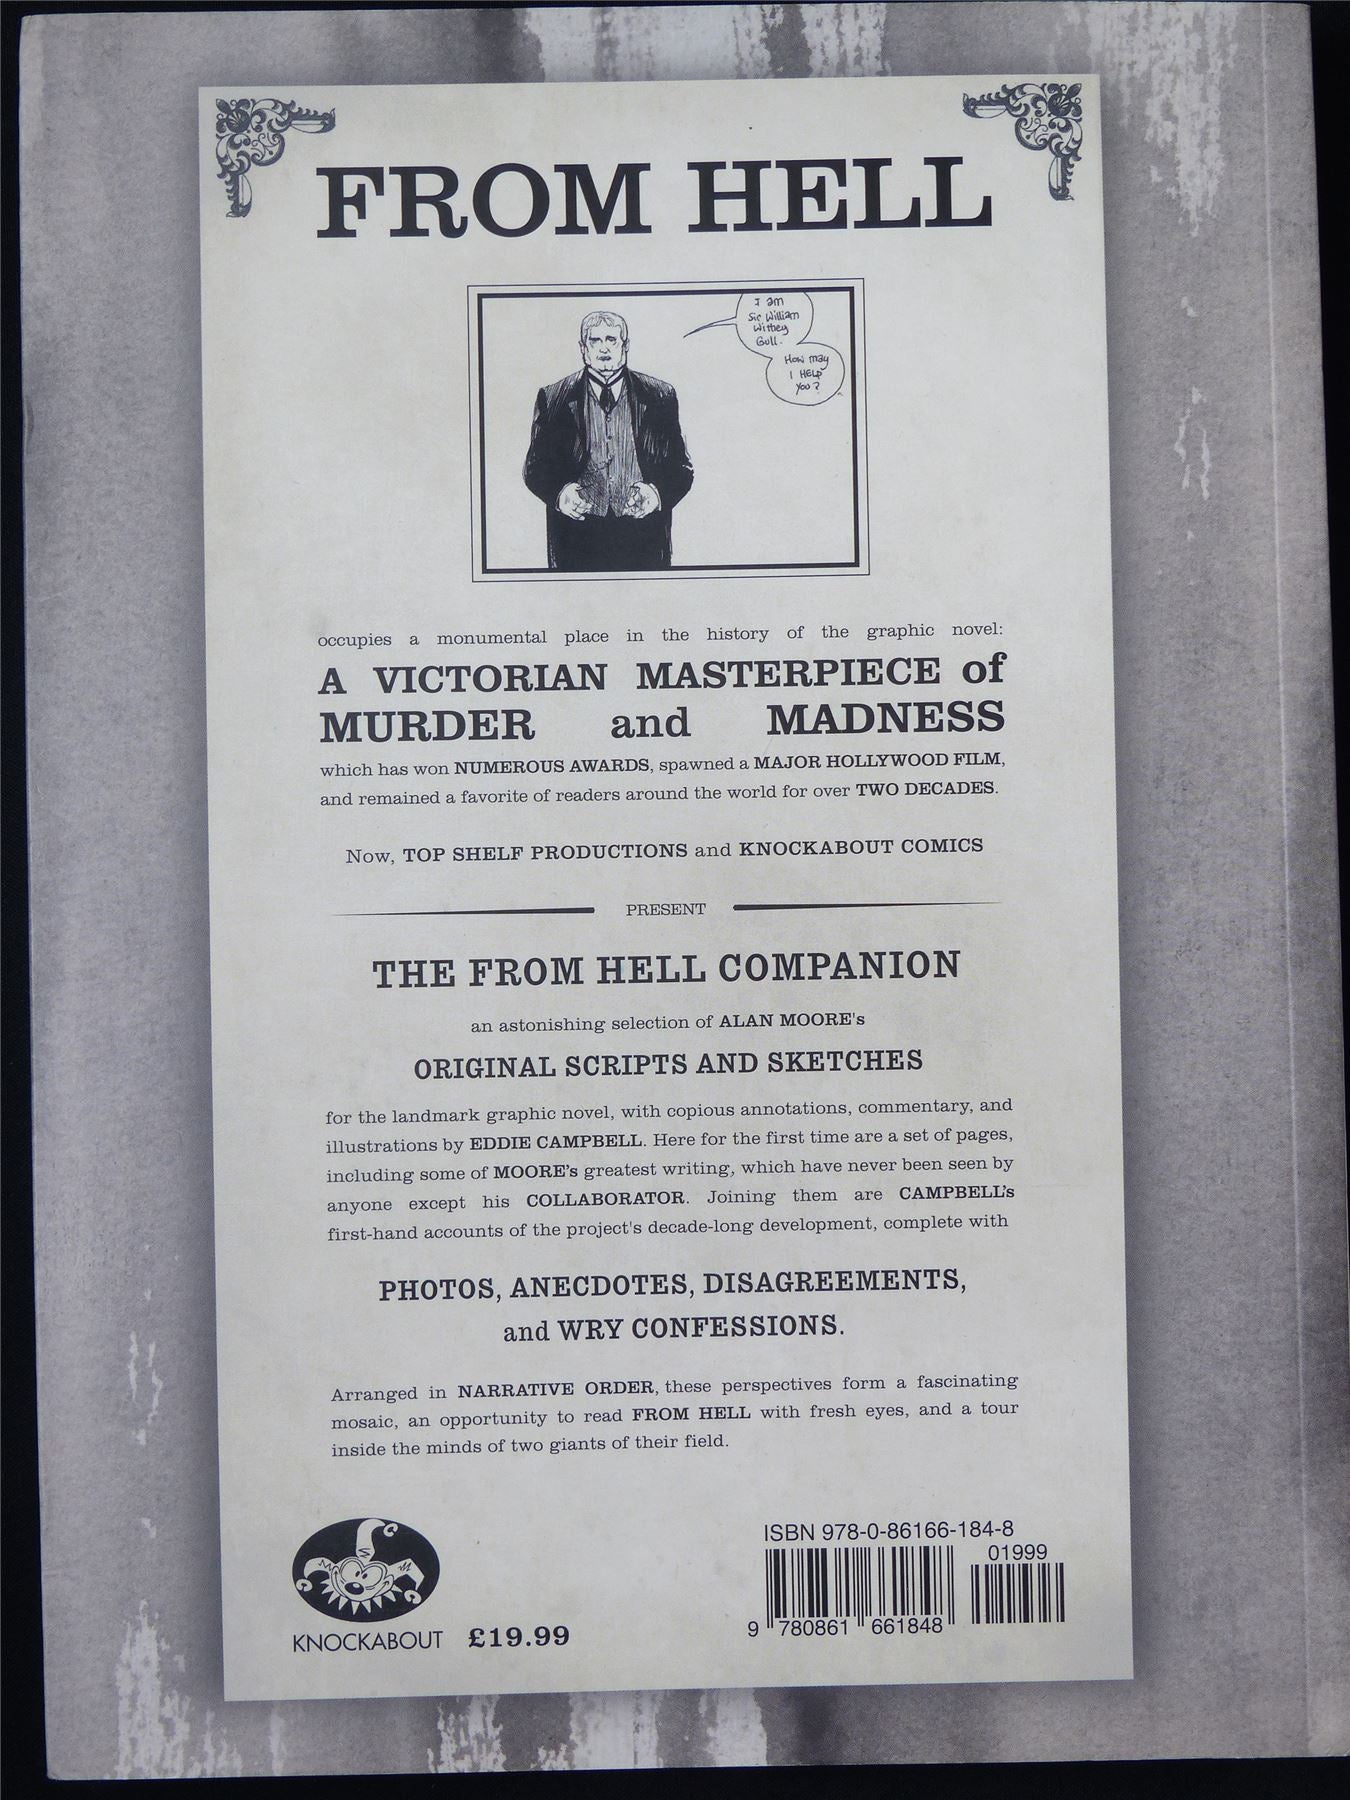 FROM HELL
I am
Sir William
Withey
Gull.
How may
I HELP
You?
occupies a monumental place in the history of the graphic novel:
A VICTORIAN MASTERPIECE of
MURDER and MADNESS
which has won NUMEROUS AWARDS, spawned a MAJOR HOLLYWOOD FILM,
and remained a favorite of readers around the world for over TWO DECADES.
Now, TOP SHELF PRODUCTIONS and KNOCKABOUT COMICS
PRESENT
THE FROM HELL COMPANION
an astonishing selection of ALAN MOORE's
ORIGINAL SCRIPTS AND SKETCHES
for the landmark graphic novel, with copious annotations, commentary, and
illustrations by EDDIE CAMPBELL. Here for the first time are a set of pages,
including some of MOORE's greatest writing, which have never been seen by
anyone except his COLLABORATOR. Joining them are CAMPBELL's
first-hand accounts of the project's decade-long development, complete with
PHOTOS, ANECDOTES, DISAGREEMENTS,
and WRY CONFESSIONS.
Arranged in NARRATIVE ORDER, these perspectives form a fascinating
mosaic, an opportunity to read FROM HELL with fresh eyes, and a tour
inside the minds of two giants of their field.
KNOCKABOUT £19.99
ISBN 978-0-86166-184-8
01999
9 780861 661848